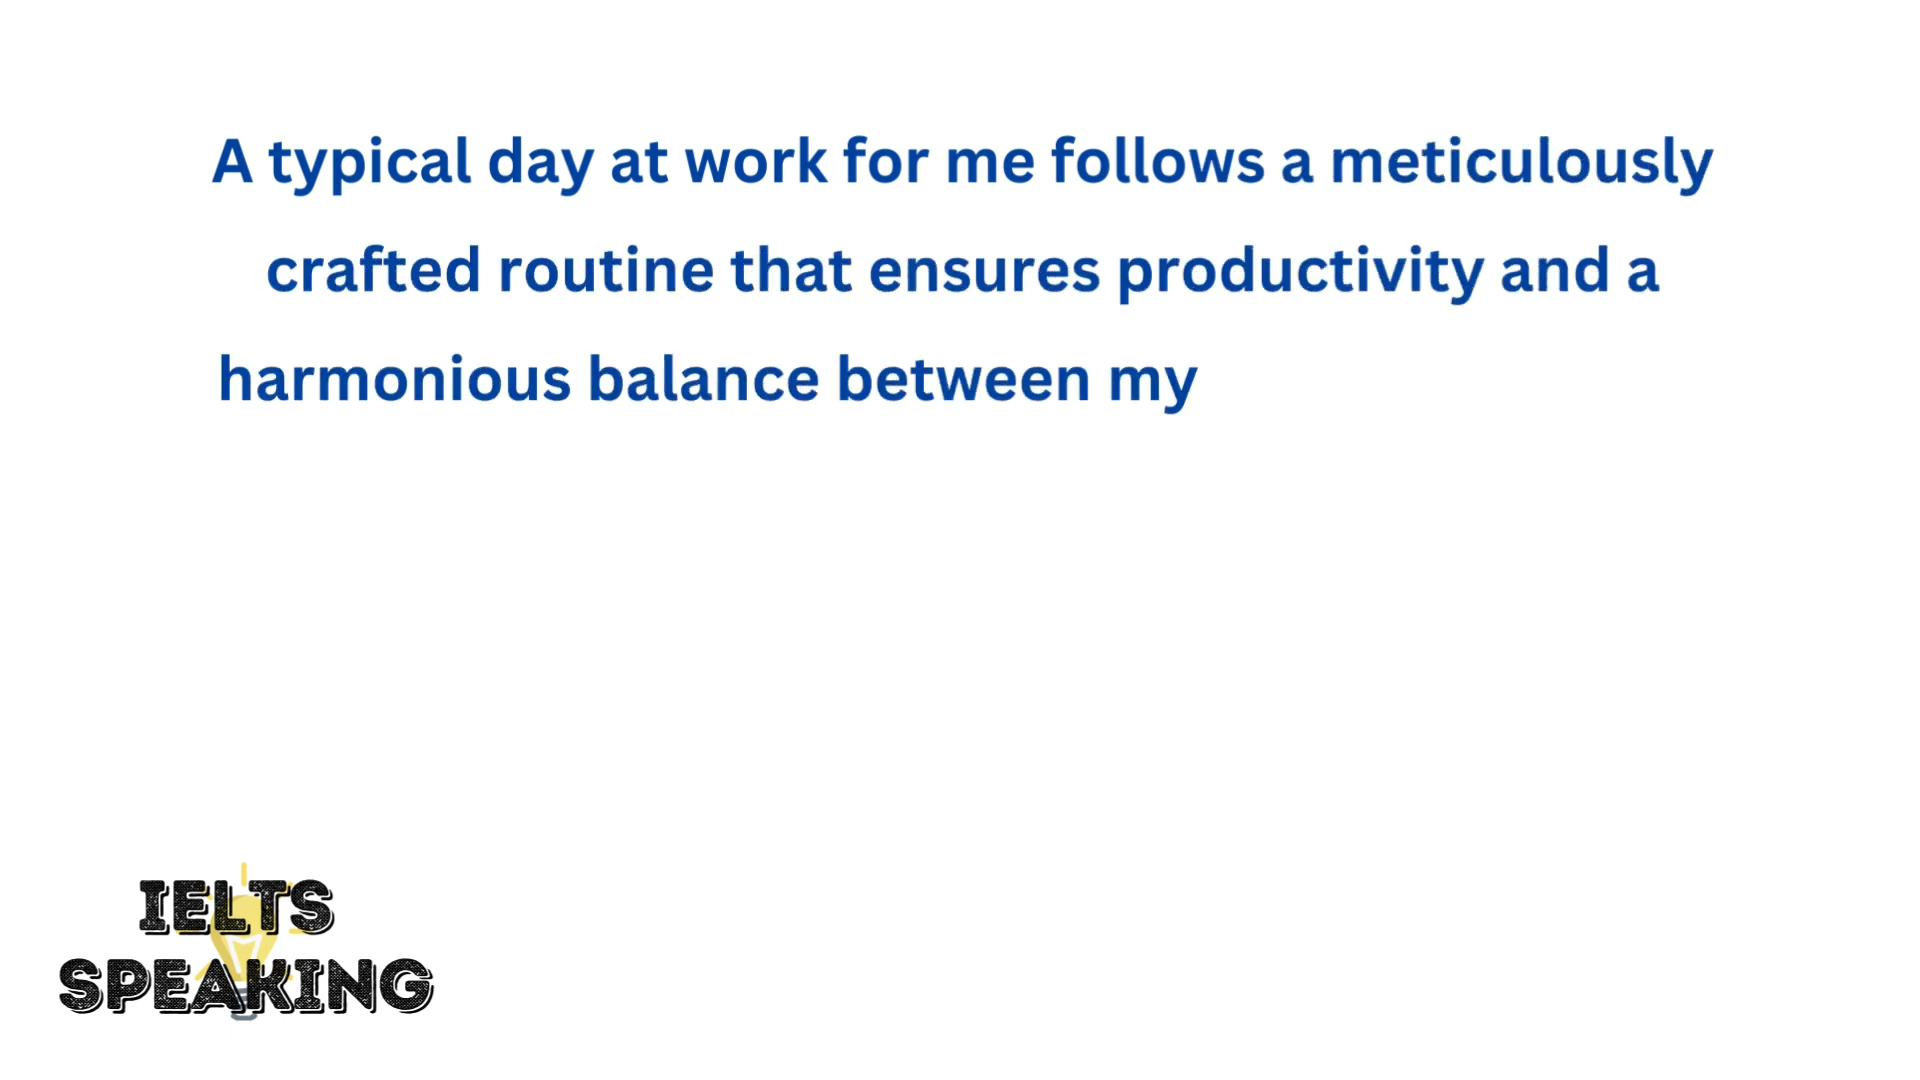 A typical day at work for me follows a meticulously
crafted routine that ensures productivity and a
harmonious balance between my
IELTS
SPEAKING